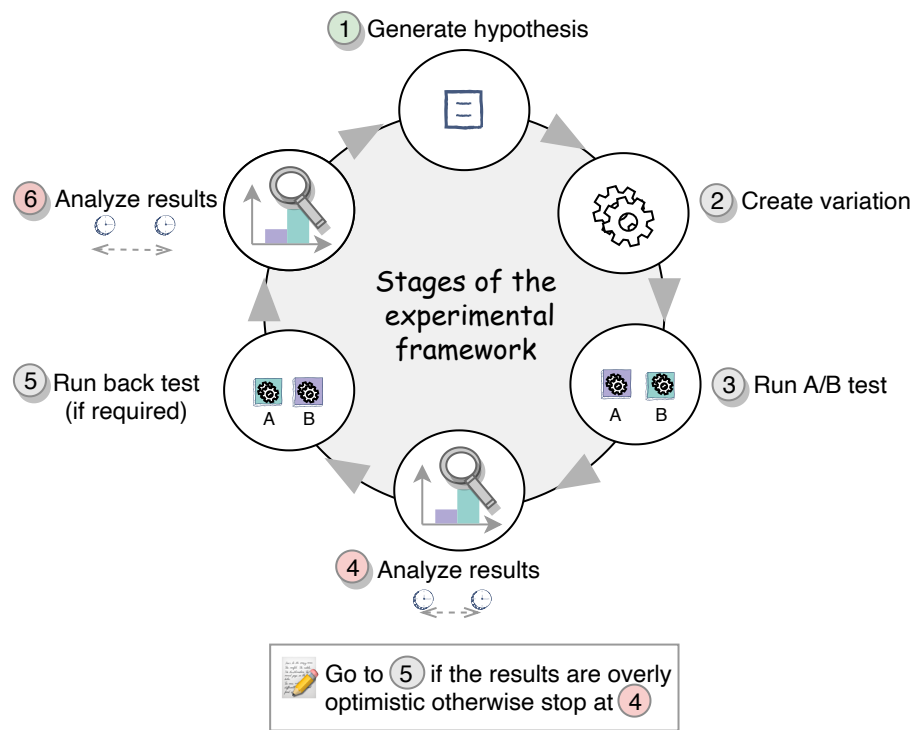 1 Generate hypothesis
6 Analyze results
2 Create variation
Stages of the
experimental
framework
5 Run back test
(if required)
A B
3 Run A/B test
A B
4 Analyze results
Go to 5 if the results are overly
optimistic otherwise stop at 4